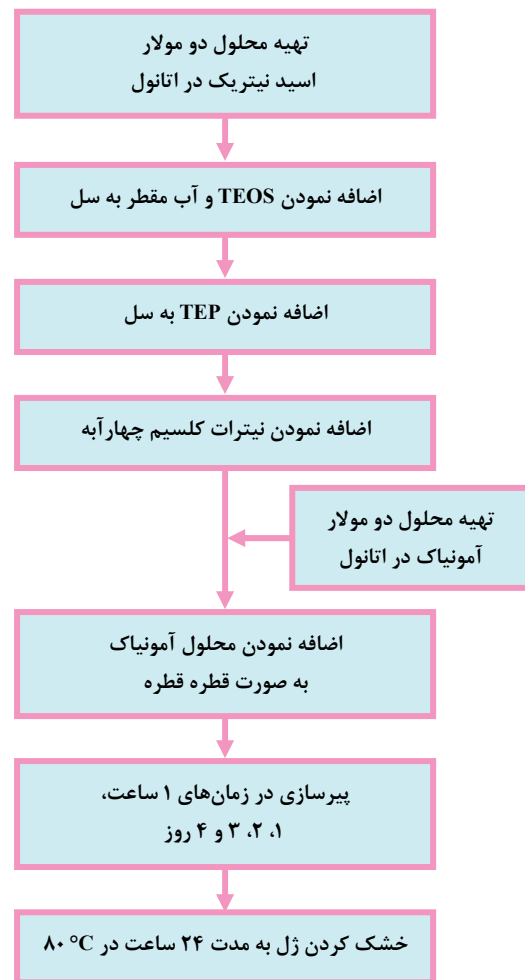 تهیه محلول دو مولار
اسید نیتریک در اتانول
اضافه نمودن TEOS و آب مقطر به سل
اضافه نمودن TEP به سل
اضافه نمودن نیترات کلسیم چهارآبه
تهیه محلول دو مولار
آمونیاک در اتانول
اضافه نمودن محلول آمونیاک
به صورت قطره قطره
پیرسازی در زمان‌های ۱ ساعت،
۱، ۲، ۳ و ۴ روز
خشک کردن ژل به مدت ۲۴ ساعت در ۸۰ °C